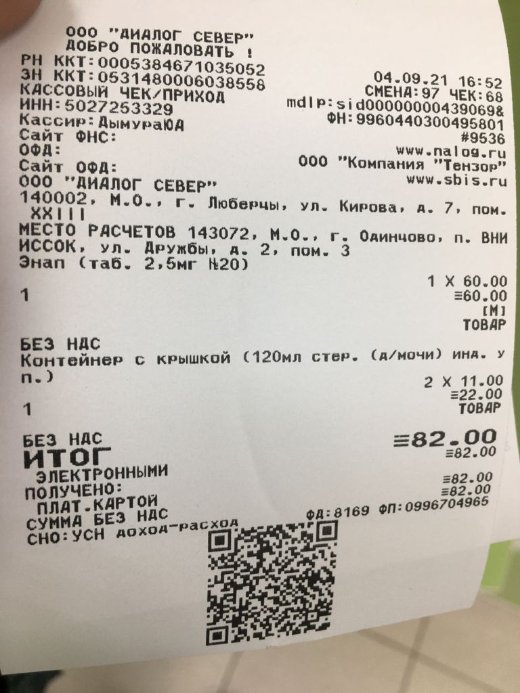 ООО "ДИАЛОГ СЕВЕР"
ДОБРО ПОЖАЛОВАТЬ !
РН ККТ:0005384671035052 04.09.21 16:52
ЗН ККТ:0531480006038558 СМЕНА:97 ЧЕК:68
КАССОВЫЙ ЧЕК/ПРИХОД mdlp:sid000000000439069&
ИНН:5027253329 ФН:9960440300495801
Кассир:ДымураЮА #9536
Сайт ФНС: www.nalog.ru
ОФД: ООО "Компания "Тензор"
Сайт ОФД: www.sbis.ru
ООО "ДИАЛОГ СЕВЕР"
140002, М.О., г. Люберцы, ул. Кирова, д. 7, пом.
XXIII
МЕСТО РАСЧЕТОВ 143072, М.О., г. Одинчово, п. ВНИ
ИССОК, ул. Дружбы, д. 2, пом. 3
Энап (таб. 2,5мг №20)
1 X 60.00
1 ≡60.00
[М]
ТОВАР
БЕЗ НДС
Контейнер с крышкой (120мл стер. (д/мочи) инд. у
п.)
2 X 11.00
1 ≡22.00
ТОВАР
БЕЗ НДС
ИТОГ ≡82.00
ЭЛЕКТРОННЫМИ ≡82.00
ПОЛУЧЕНО:
ПЛАТ.КАРТОЙ ≡82.00
СУММА БЕЗ НДС ≡82.00
СНО:УСН доход-расход ФД:8169 ФП:0996704965